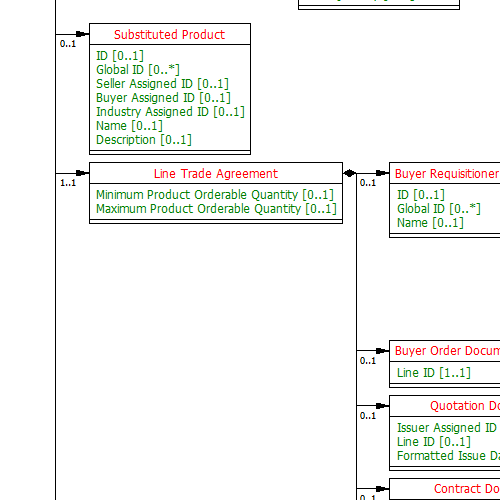 Substituted Product
0..1
ID [0..1]
Global ID [0..*]
Seller Assigned ID [0..1]
Buyer Assigned ID [0..1]
Industry Assigned ID [0..1]
Name [0..1]
Description [0..1]
Line Trade Agreement
1..1
Minimum Product Orderable Quantity [0..1]
Maximum Product Orderable Quantity [0..1]
Buyer Requisitioner
0..1
ID [0..1]
Global ID [0..*]
Name [0..1]
Buyer Order Docum
0..1
Line ID [1..1]
Quotation Do
0..1
Issuer Assigned ID
Line ID [0..1]
Formatted Issue Da
Contract Do
0..1